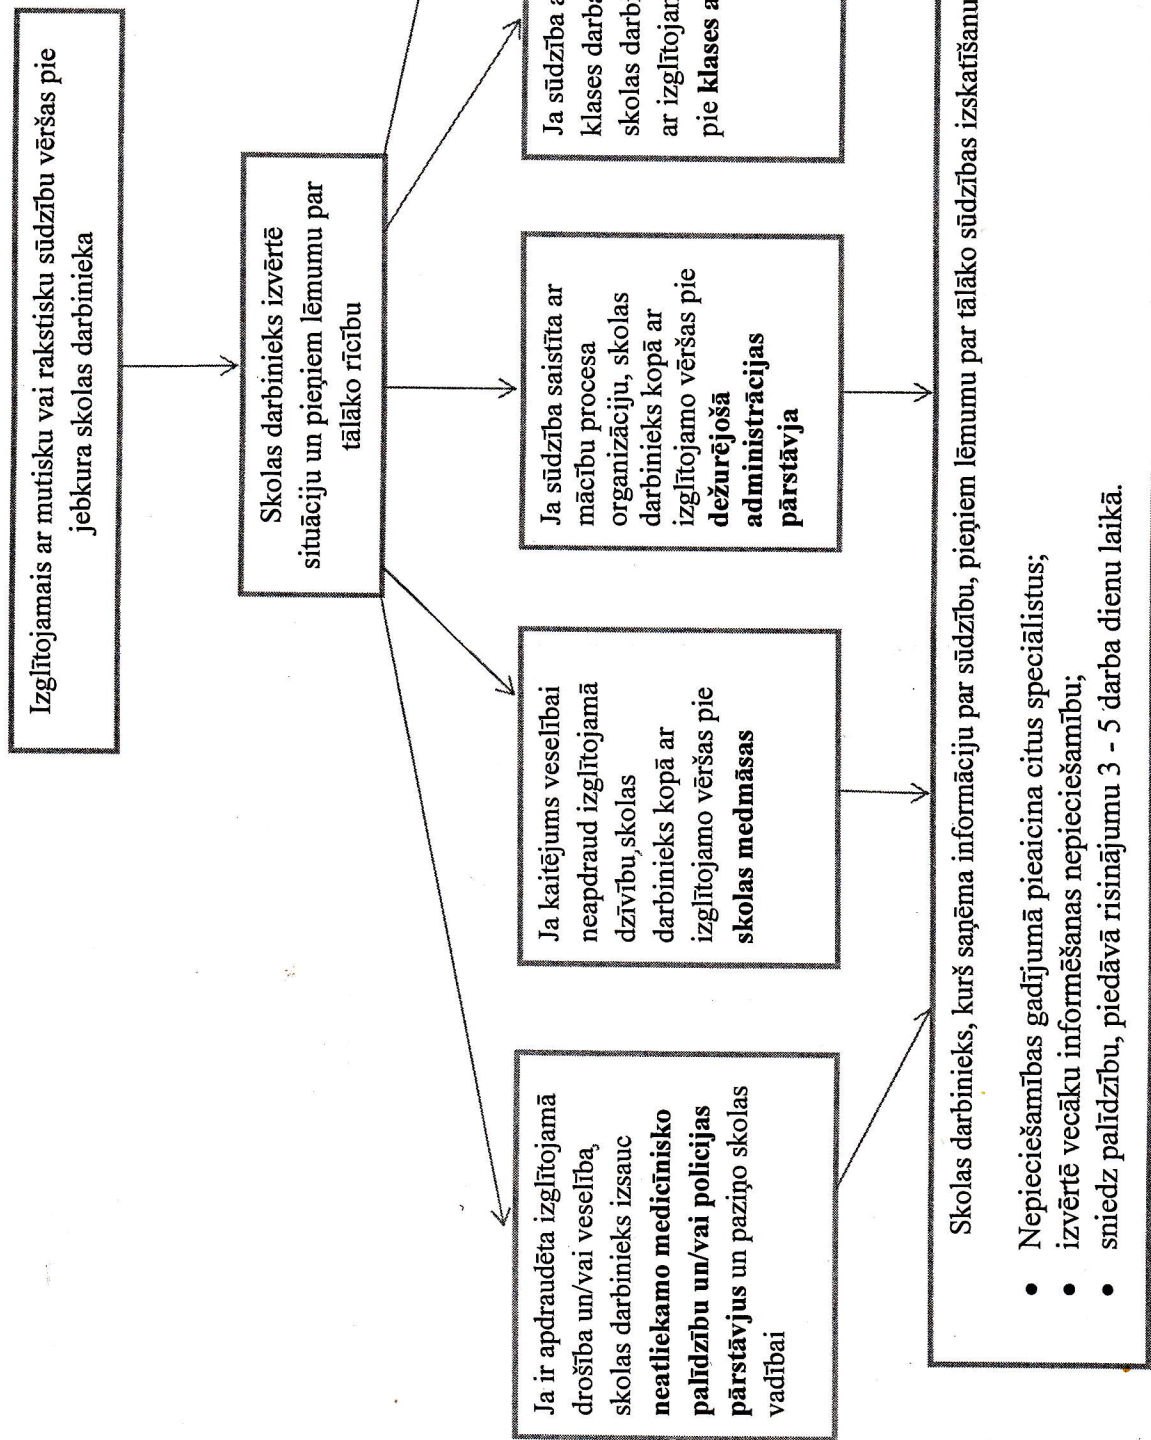 Izglītojamais ar mutisku vai rakstisku sūdzību vēršas pie
jebkura skolas darbinieka
Skolas darbinieks izvērtē
situāciju un pieņem lēmumu par
tālāko rīcību
Ja ir apdraudēta izglītojamā
drošība un/vai veselība,
skolas darbinieks izsauc
neatliekamo medicīnisko
palīdzību un/vai policijas
pārstāvjus un paziņo skolas
vadībai
Ja kaitējums veselībai
neapdraud izglītojamā
dzīvību, skolas
darbinieks kopā ar
izglītojamo vēršas pie
skolas medmāsas
Ja sūdzība saistīta ar
mācību procesa
organizāciju, skolas
darbinieks kopā ar
izglītojamo vēršas pie
dežurējošā
administrācijas
pārstāvja
Ja sūdzība
klases
skolas
ar
pie klases
Skolas darbinieks, kurš saņēma informāciju par sūdzību, pieņem lēmumu par tālāko sūdzības izskatīšanu
• Nepieciešamības gadījumā pieaicina citus speciālistus;
• izvērtē vecāku informēšanas nepieciešamību;
• sniedz palīdzību, piedāvā risinājumu 3 - 5 darba dienu laikā.